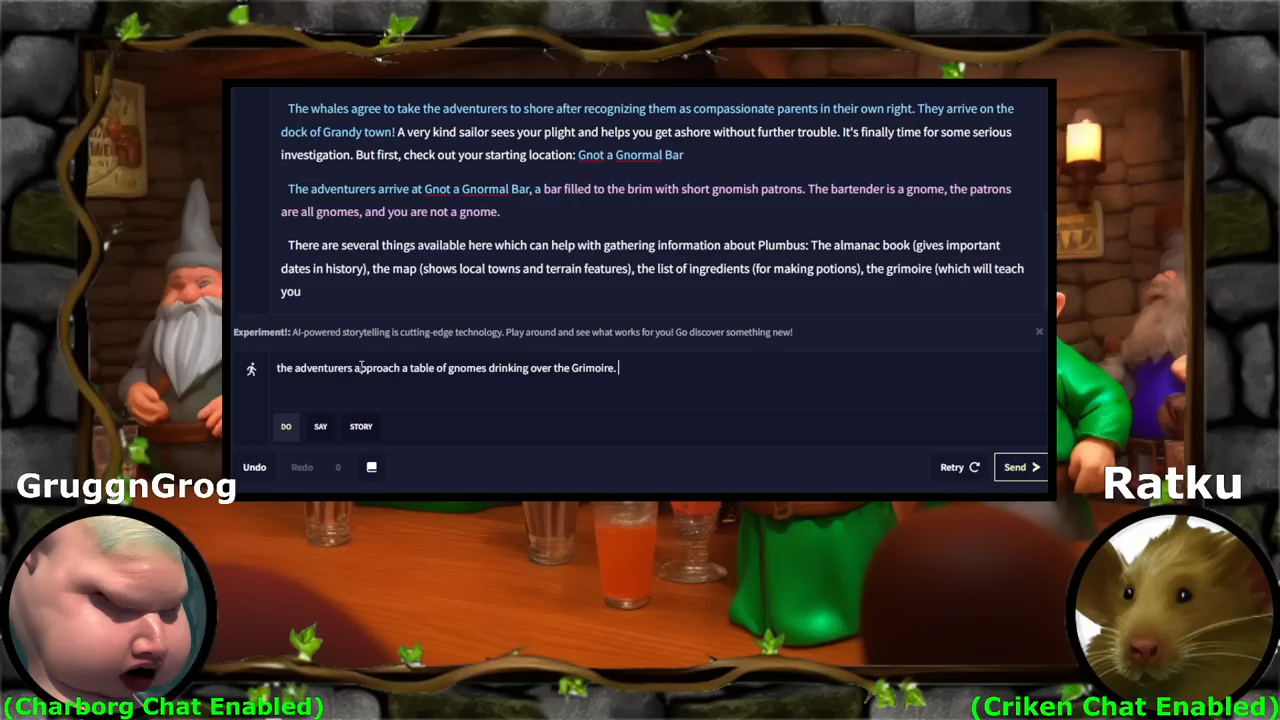 The whales agree to take the adventurers to shore after recognizing them as compassionate parents in their own right. They arrive on the
dock of Grandy town! A very kind sailor sees your plight and helps you get ashore without further trouble. It's finally time for some serious
investigation. But first, check out your starting location: Gnot a Gnormal Bar
The adventurers arrive at Gnot a Gnormal Bar, a bar filled to the brim with short gnomish patrons. The bartender is a gnome, the patrons
are all gnomes, and you are not a gnome.
There are several things available here which can help with gathering information about Plumbus: The almanac book (gives important
dates in history), the map (shows local towns and terrain features), the list of ingredients (for making potions), the grimoire (which will teach
you
Experiment!: AI-powered storytelling is cutting-edge technology. Play around and see what works for you! Go discover something new!
the adventurers approach a table of gnomes drinking over the Grimoire.
DO SAY STORY
Undo Redo 0 Retry Send
GruggnGrog
Ratku
(Charborg Chat Enabled)
(Criken Chat Enabled)